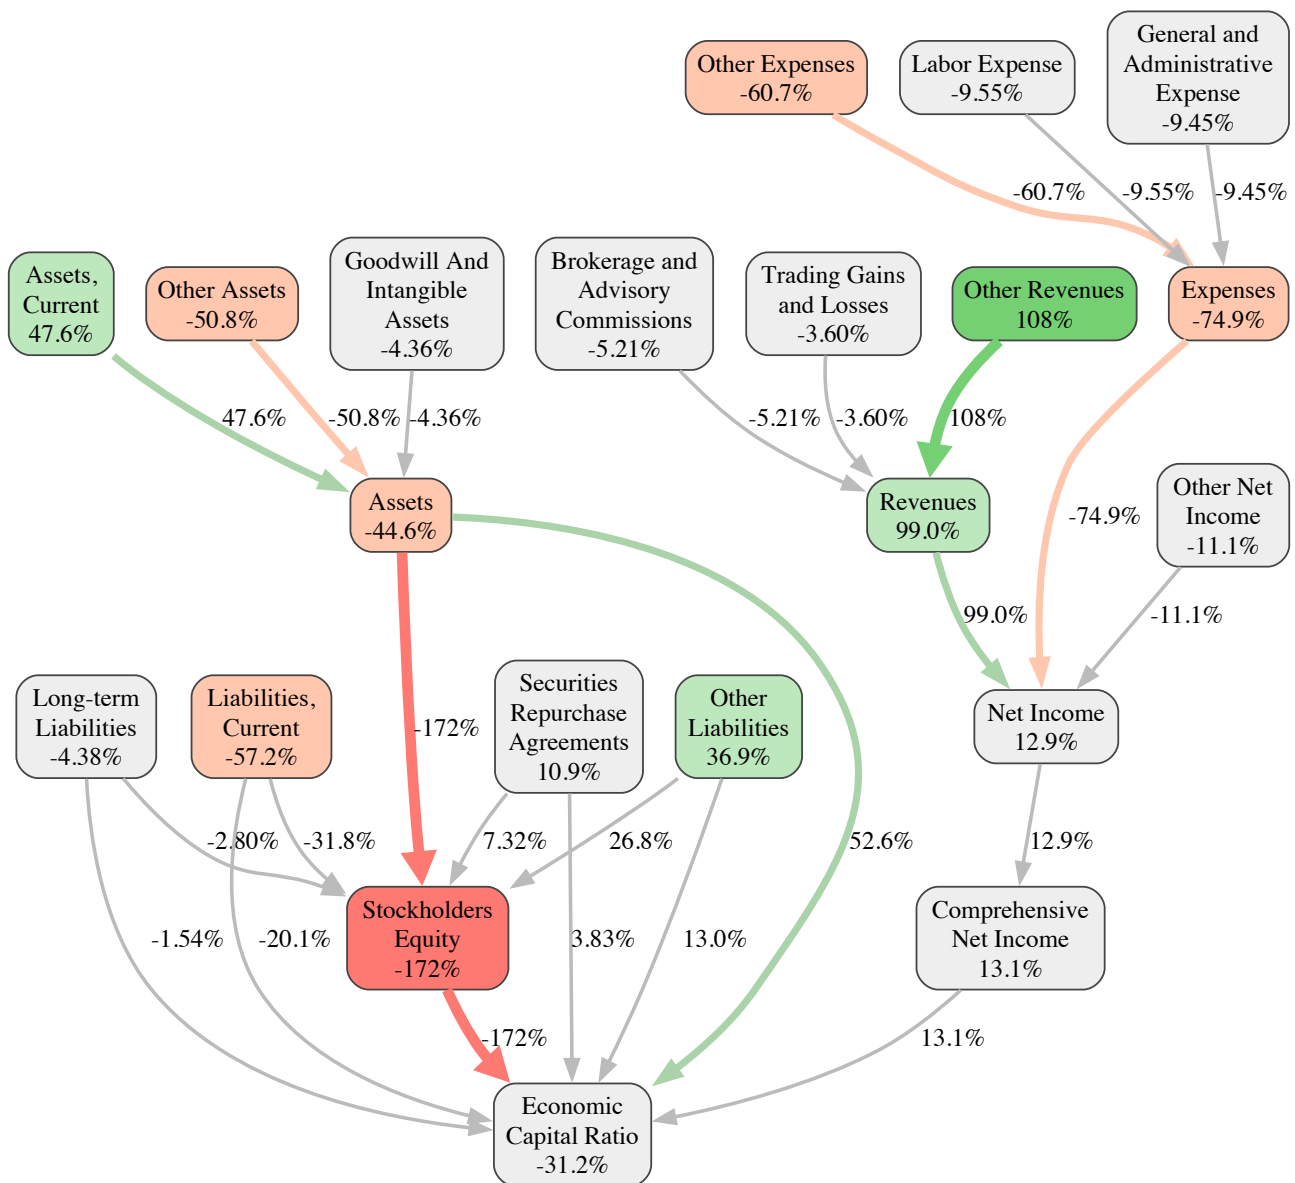 Other Expenses
-60.7%
Labor Expense
-9.55%
General and
Administrative
Expense
-9.45%
-60.7%
-9.55%
-9.45%
Assets,
Current
47.6%
Other Assets
-50.8%
Goodwill And
Intangible
Assets
-4.36%
Brokerage and
Advisory
Commissions
-5.21%
Trading Gains
and Losses
-3.60%
Other Revenues
108%
Expenses
-74.9%
47.6%
-50.8%
-4.36%
-5.21%
-3.60%
108%
Assets
-44.6%
Revenues
99.0%
-74.9%
Other Net
Income
-11.1%
99.0%
-11.1%
Long-term
Liabilities
-4.38%
Liabilities,
Current
-57.2%
-172%
Securities
Repurchase
Agreements
10.9%
Other
Liabilities
36.9%
Net Income
12.9%
-2.80%
-31.8%
7.32%
26.8%
52.6%
12.9%
Stockholders
Equity
-172%
-1.54%
-20.1%
3.83%
13.0%
Comprehensive
Net Income
13.1%
-172%
13.1%
Economic
Capital Ratio
-31.2%